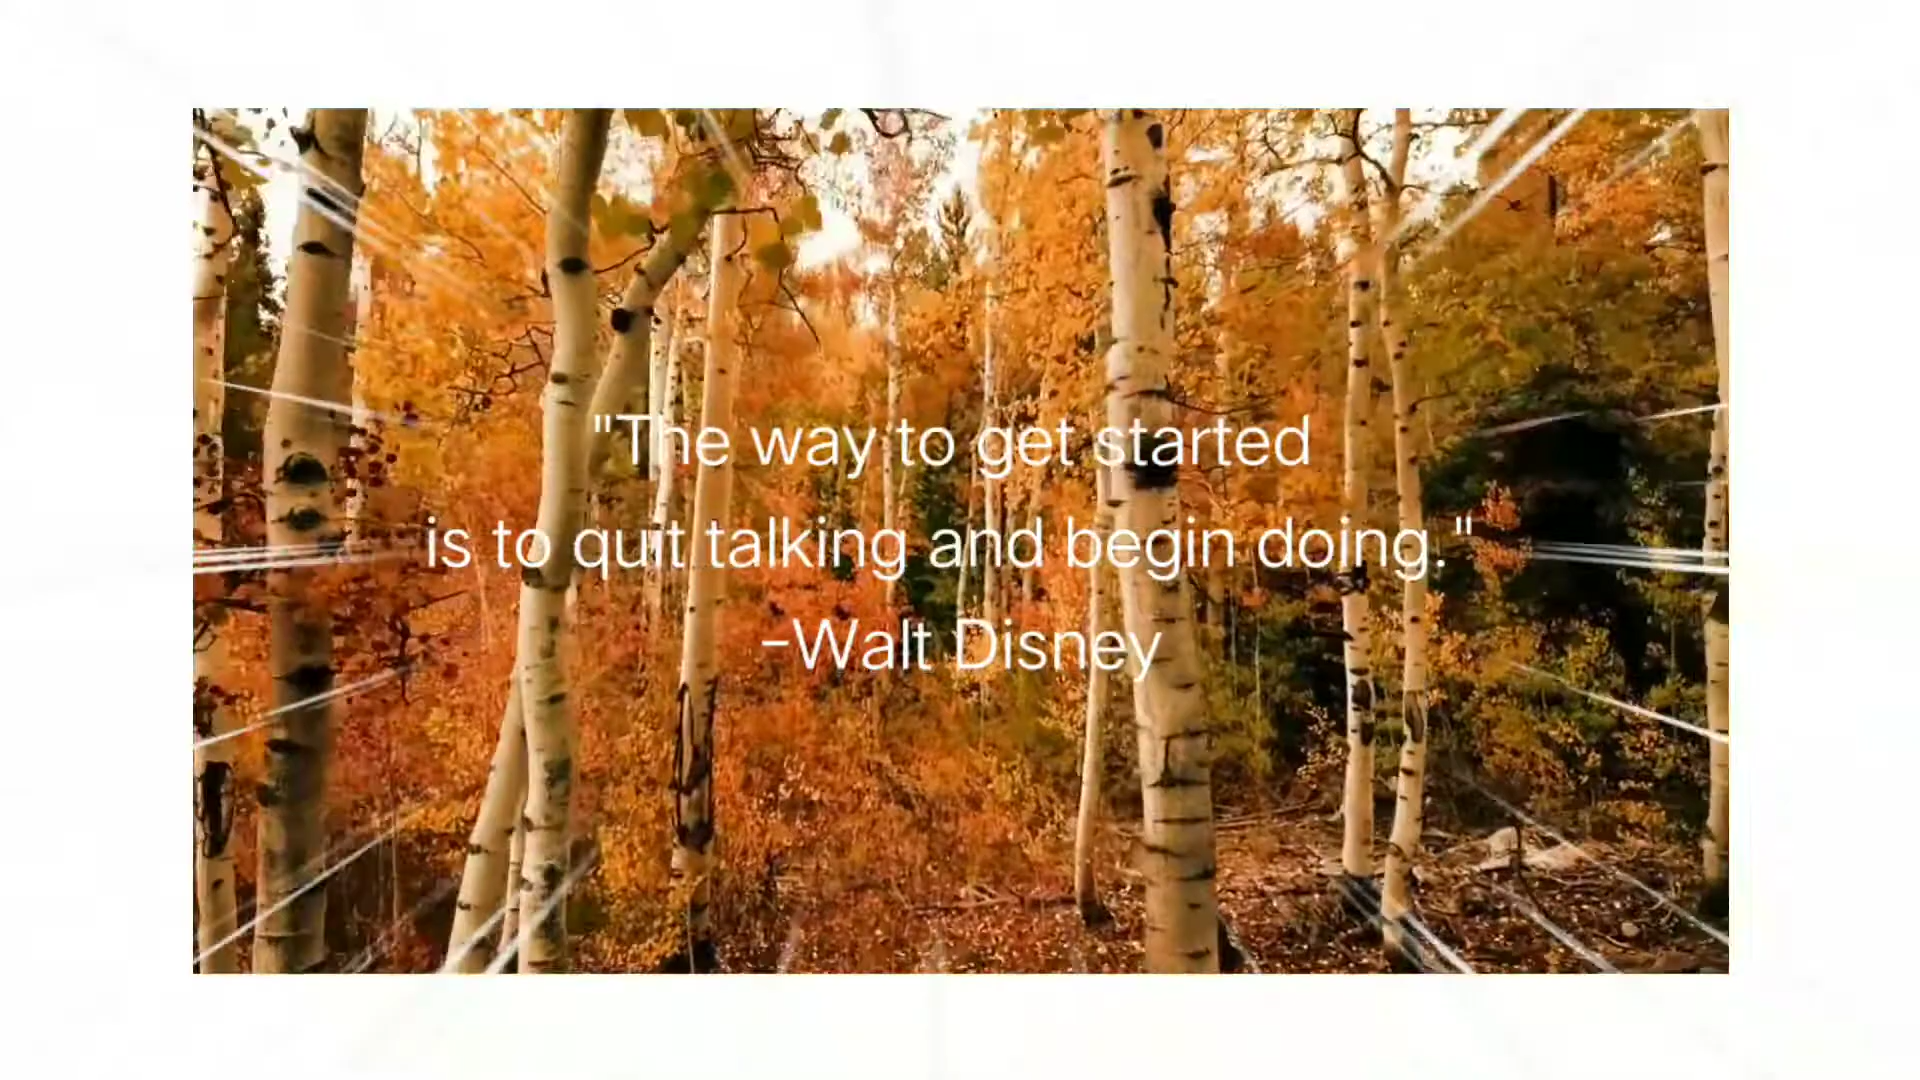 "The way to get started
is to quit talking and begin doing."
-Walt Disney